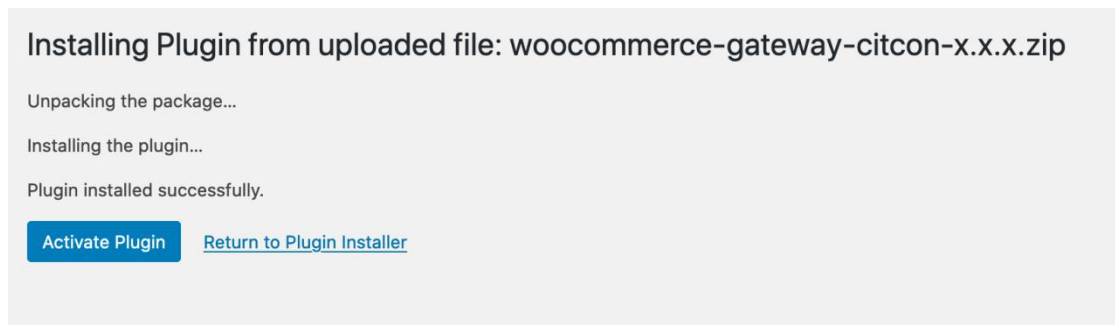 Installing Plugin from uploaded file: woocommerce-gateway-citcon-x.x.x.zip
Unpacking the package...
Installing the plugin...
Plugin installed successfully.
Activate Plugin Return to Plugin Installer